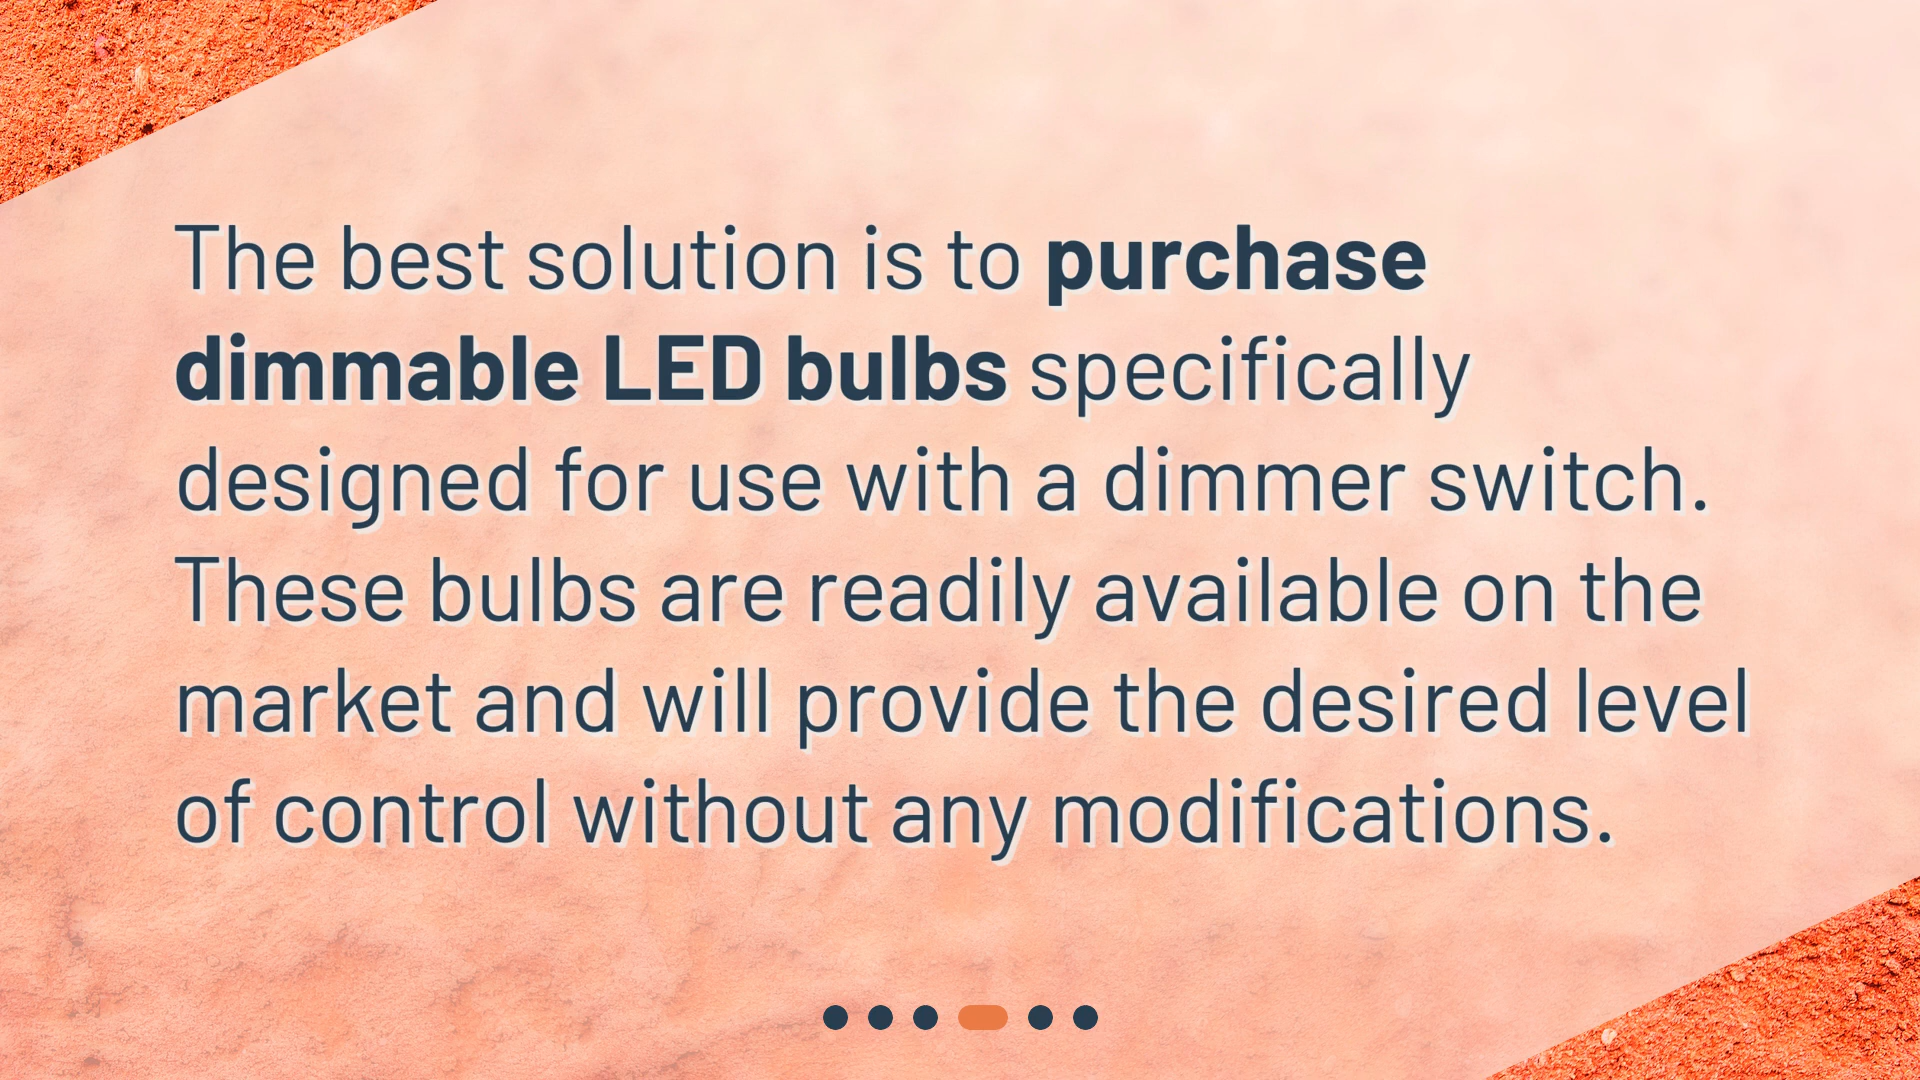 The best solution is to purchase
dimmable LED bulbs specifically
designed for use with a dimmer switch.
These bulbs are readily available on the
market and will provide the desired level
of control without any modifications.